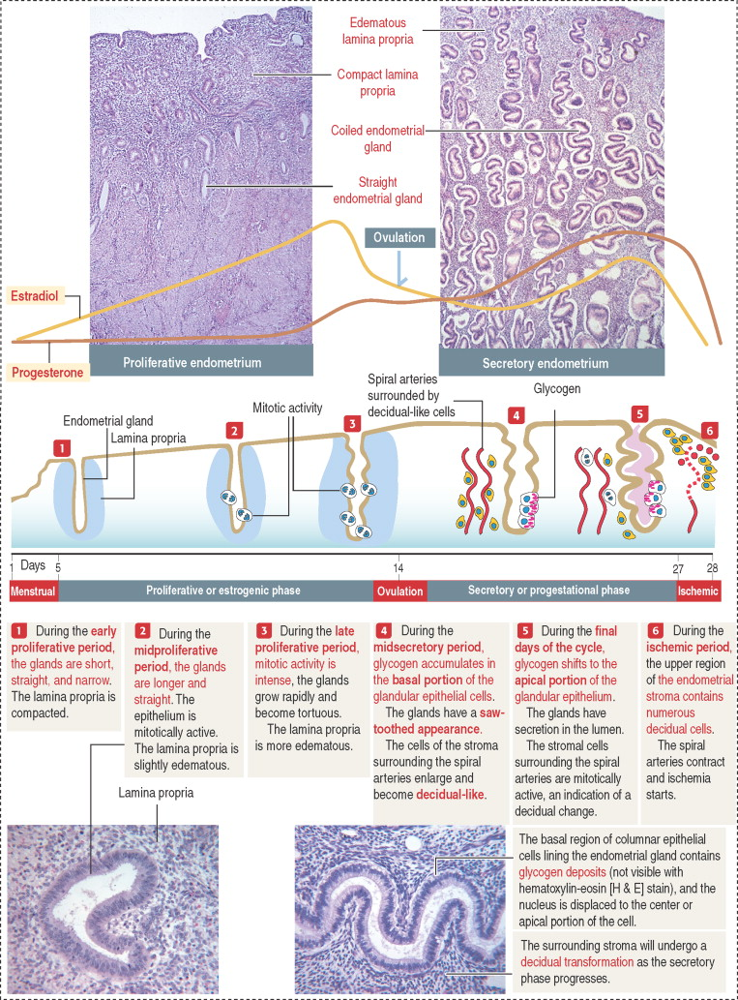 Edematous
lamina propria
Compact lamina
propria
Coiled endometrial
gland
Straight
endometrial gland
Ovulation
Estradiol
Progesterone
Proliferative endometrium
Secretory endometrium
Spiral arteries
surrounded by
decidual-like cells
Glycogen
Mitotic activity
Endometrial gland
Lamina propria
1
2
3
4
5
6
1 Days 5 14 27 28
Menstrual Proliferative or estrogenic phase Ovulation Secretory or progestational phase Ischemic
1 During the early
proliferative period,
the glands are short,
straight, and narrow.
The lamina propria is
compacted.
2 During the
midproliferative
period, the glands
are longer and
straight. The
epithelium is
mitotically active.
The lamina propria is
slightly edematous.
3 During the late
proliferative period,
mitotic activity is
intense, the glands
grow rapidly and
become tortuous.
The lamina propria
is more edematous.
4 During the
midsecretory period,
glycogen accumulates in
the basal portion of the
glandular epithelial cells.
The glands have a saw-
toothed appearance.
The cells of the stroma
surrounding the spiral
arteries enlarge and
become decidual-like.
5 During the final
days of the cycle,
glycogen shifts to the
apical portion of the
glandular epithelium.
The glands have
secretion in the lumen.
The stromal cells
surrounding the spiral
arteries are mitotically
active, an indication of a
decidual change.
6 During the
ischemic period,
the upper region
of the endometrial
stroma contains
numerous
decidual cells.
The spiral
arteries contract
and ischemia
starts.
Lamina propria
The basal region of columnar epithelial
cells lining the endometrial gland contains
glycogen deposits (not visible with
hematoxylin-eosin [H & E] stain), and the
nucleus is displaced to the center or
apical portion of the cell.
The surrounding stroma will undergo a
decidual transformation as the secretory
phase progresses.